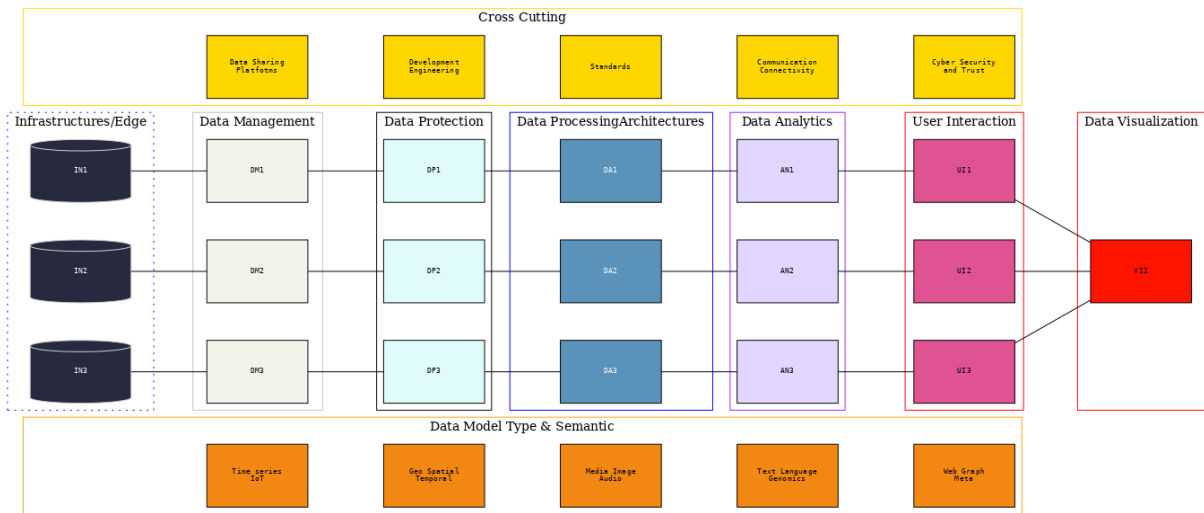 Cross Cutting
Data Sharing
Platfotms
Development
Engineering
Standards
Communication
Connectivity
Cyber Security
and Trust
Infrastructures/Edge
Data Management
Data Protection
Data ProcessingArchitectures
Data Analytics
User Interaction
Data Visualization
IN1
DM1
DP1
DA1
AN1
UI1
IN2
DM2
DP2
DA2
AN2
UI2
VI2
IN3
DM3
DP3
DA3
AN3
UI3
Data Model Type & Semantic
Time series
IoT
Geo Spatial
Temporal
Media Image
Audio
Text Language
Genomics
Web Graph
Meta